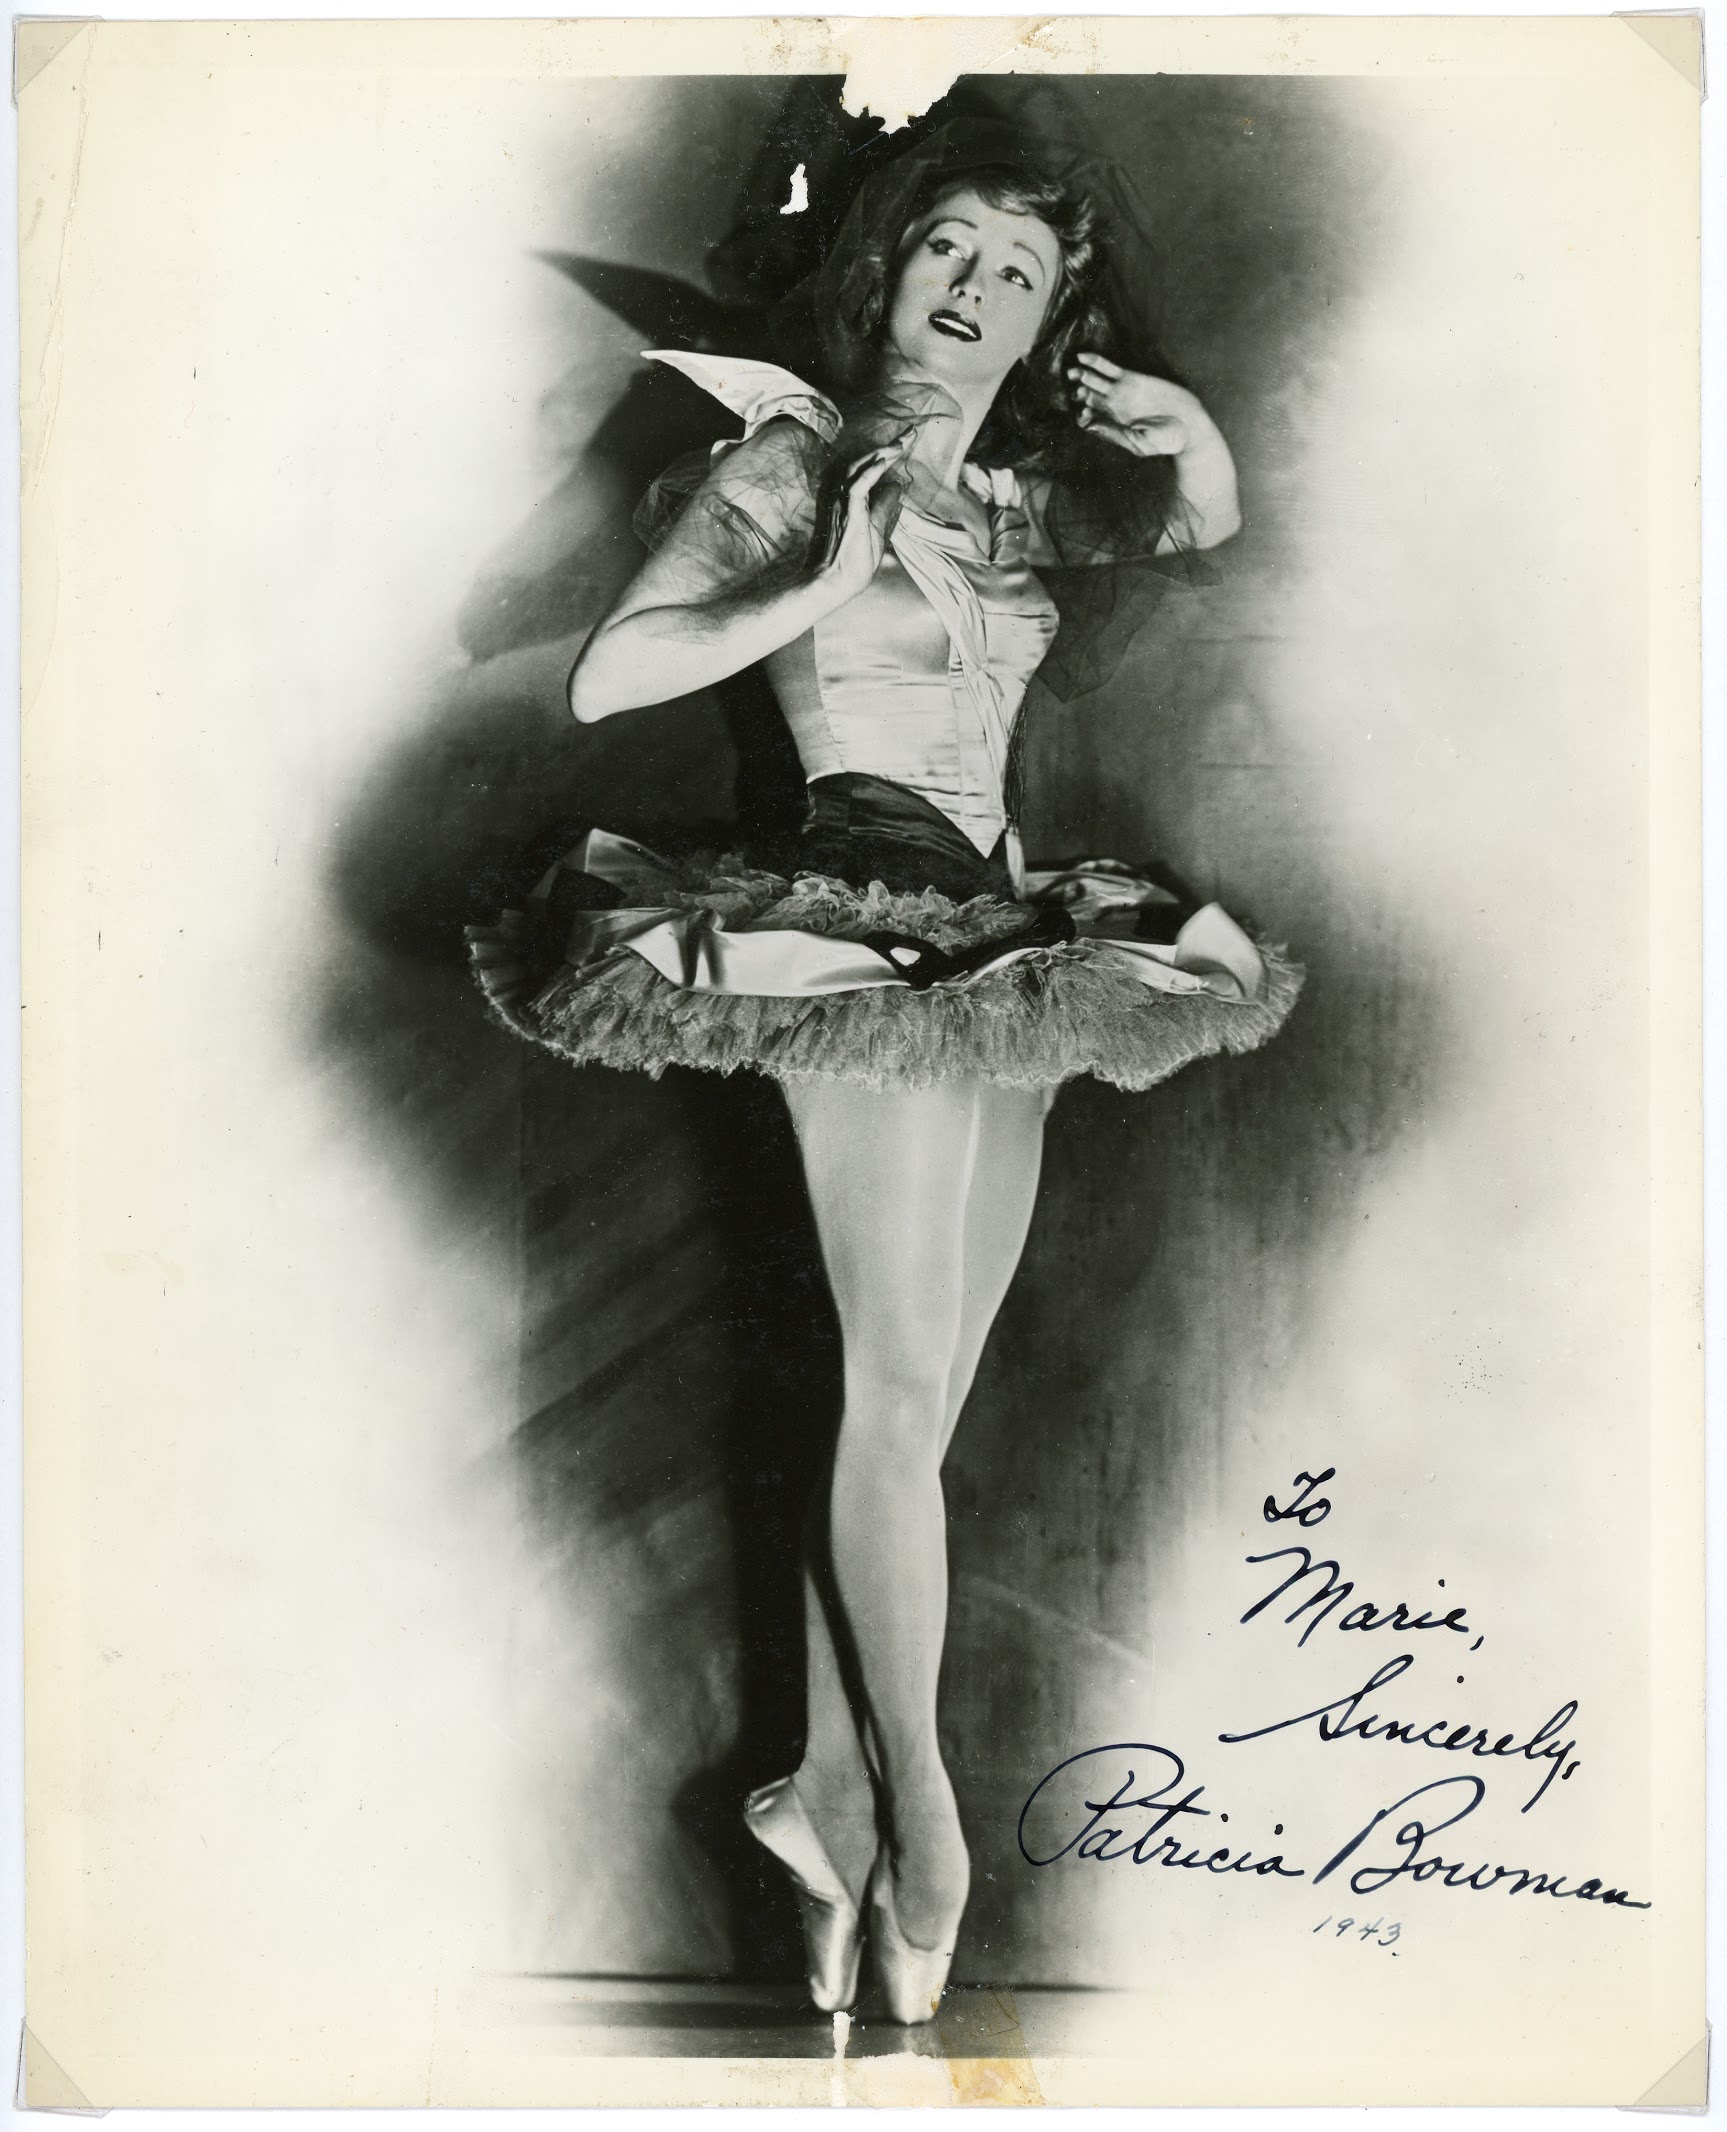 To
Marie,
Sincerely,
Patricia Bowman
1943.